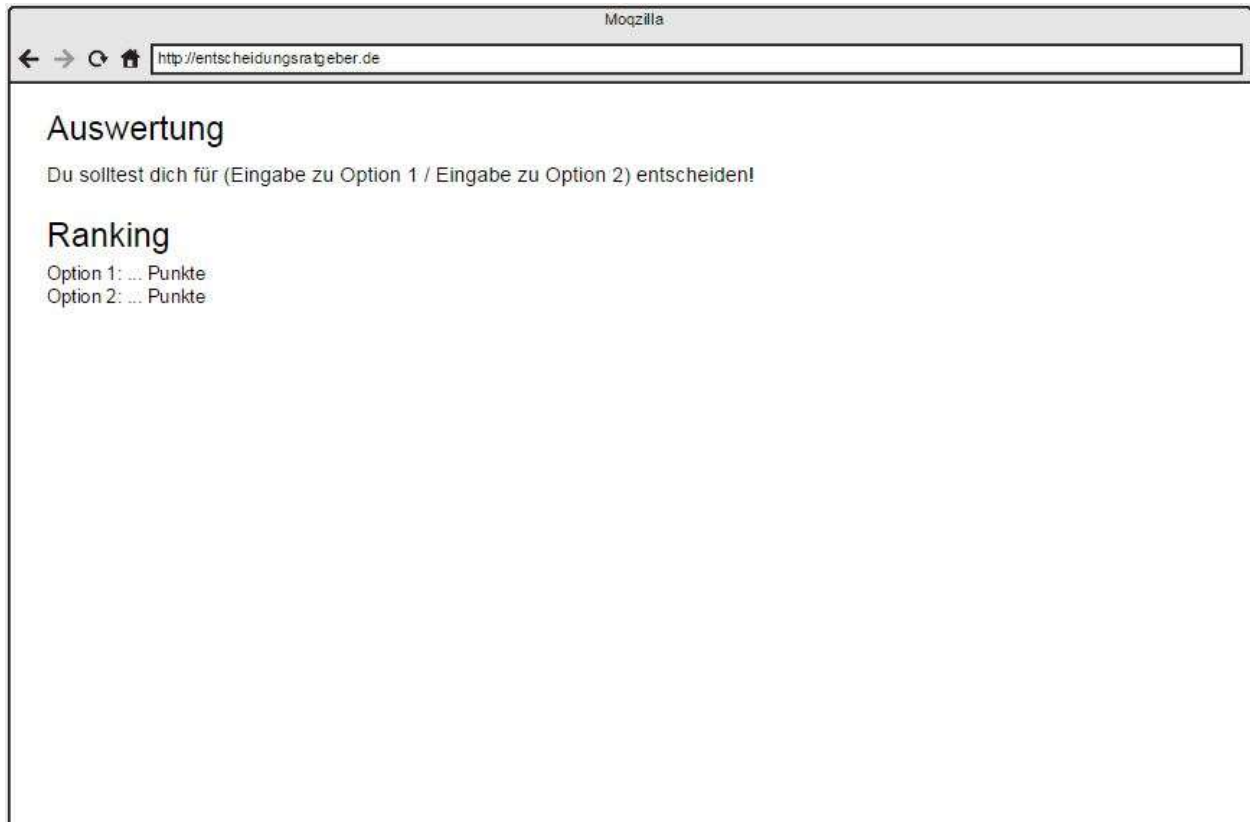 Moqzilla
http://entscheidungsratgeber.de
Auswertung
Du solltest dich für (Eingabe zu Option 1 / Eingabe zu Option 2) entscheiden!
Ranking
Option 1: ... Punkte
Option 2: ... Punkte